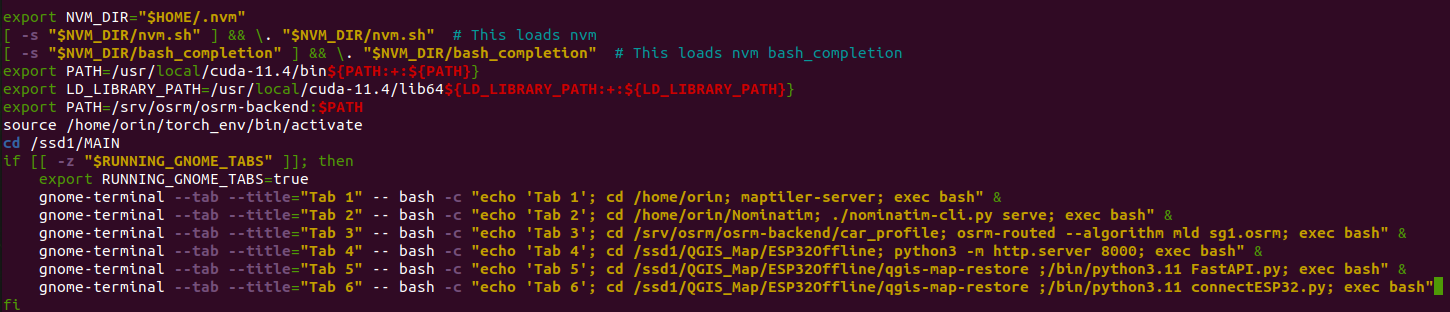 export NVM_DIR="$HOME/.nvm"
[ -s "$NVM_DIR/nvm.sh" ] && \. "$NVM_DIR/nvm.sh"  # This loads nvm
[ -s "$NVM_DIR/bash_completion" ] && \. "$NVM_DIR/bash_completion"  # This loads nvm bash_completion
export PATH=/usr/local/cuda-11.4/bin${PATH:+:${PATH}}
export LD_LIBRARY_PATH=/usr/local/cuda-11.4/lib64${LD_LIBRARY_PATH:+:${LD_LIBRARY_PATH}}
export PATH=/srv/osrm/osrm-backend:$PATH
source /home/orin/torch_env/bin/activate
cd /ssd1/MAIN
if [[ -z "$RUNNING_GNOME_TABS" ]]; then
    export RUNNING_GNOME_TABS=true
    gnome-terminal --tab --title="Tab 1" -- bash -c "echo 'Tab 1'; cd /home/orin; maptiler-server; exec bash" &
    gnome-terminal --tab --title="Tab 2" -- bash -c "echo 'Tab 2'; cd /home/orin/Nominatim; ./nominatim-cli.py serve; exec bash" &
    gnome-terminal --tab --title="Tab 3" -- bash -c "echo 'Tab 3'; cd /srv/osrm/osrm-backend/car_profile; osrm-routed --algorithm mld sg1.osrm; exec bash" &
    gnome-terminal --tab --title="Tab 4" -- bash -c "echo 'Tab 4'; cd /ssd1/QGIS_Map/ESP32Offline; python3 -m http.server 8000; exec bash" &
    gnome-terminal --tab --title="Tab 5" -- bash -c "echo 'Tab 5'; cd /ssd1/QGIS_Map/ESP32Offline/qgis-map-restore ;/bin/python3.11 FastAPI.py; exec bash" &
    gnome-terminal --tab --title="Tab 6" -- bash -c "echo 'Tab 6'; cd /ssd1/QGIS_Map/ESP32Offline/qgis-map-restore ;/bin/python3.11 connectESP32.py; exec bash"
fi